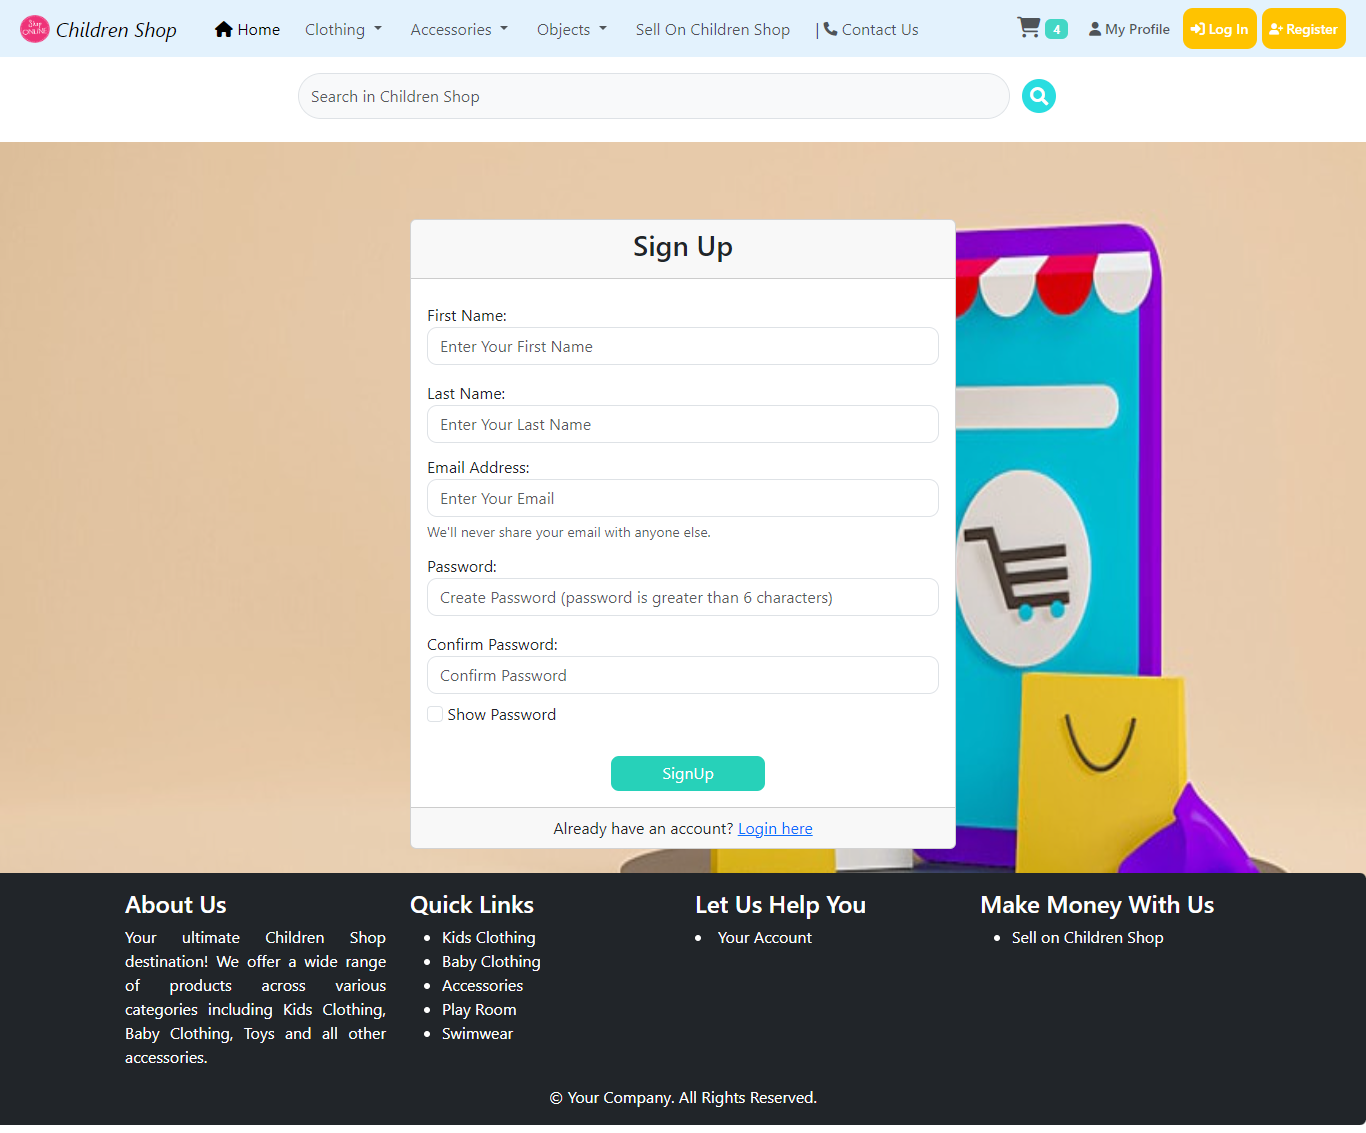 Shop ONLINE Children Shop Home Clothing Accessories Objects Sell On Children Shop | Contact Us 4 My Profile Log In Register
Search in Children Shop
Sign Up
First Name:
Enter Your First Name
Last Name:
Enter Your Last Name
Email Address:
Enter Your Email
We'll never share your email with anyone else.
Password:
Create Password (password is greater than 6 characters)
Confirm Password:
Confirm Password
Show Password
SignUp
Already have an account? Login here
About Us
Your ultimate Children Shop
destination! We offer a wide range
of products across various
categories including Kids Clothing,
Baby Clothing, Toys and all other
accessories.
Quick Links
Kids Clothing
Baby Clothing
Accessories
Play Room
Swimwear
Let Us Help You
Your Account
Make Money With Us
Sell on Children Shop
© Your Company. All Rights Reserved.